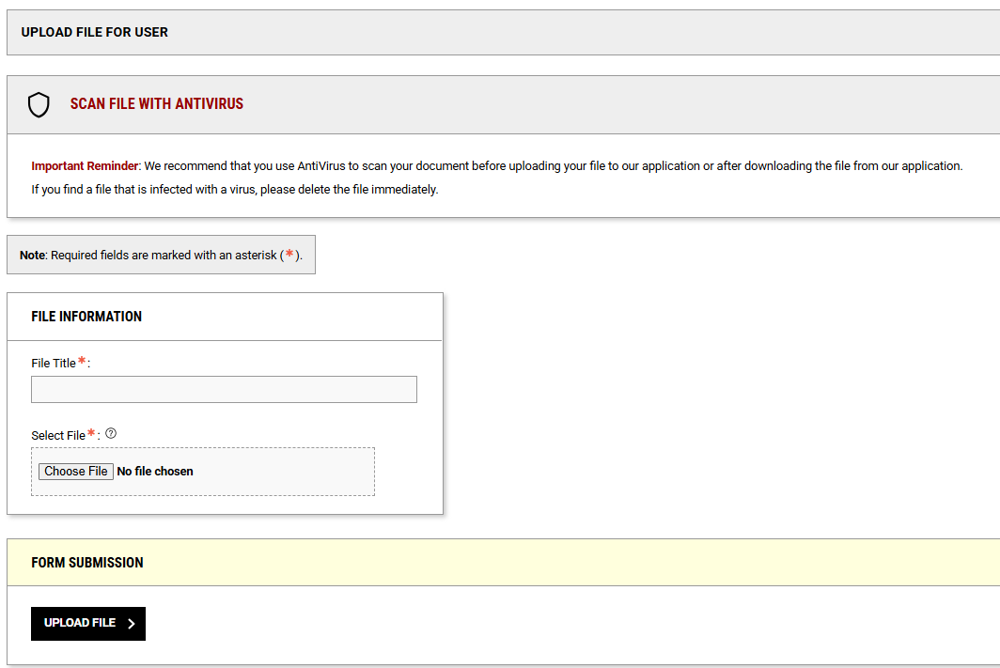 UPLOAD FILE FOR USER
SCAN FILE WITH ANTIVIRUS
Important Reminder: We recommend that you use AntiVirus to scan your document before uploading your file to our application or after downloading the file from our application.
If you find a file that is infected with a virus, please delete the file immediately.
Note: Required fields are marked with an asterisk (*).
FILE INFORMATION
File Title*:
Select File*: ?
Choose File No file chosen
FORM SUBMISSION
UPLOAD FILE